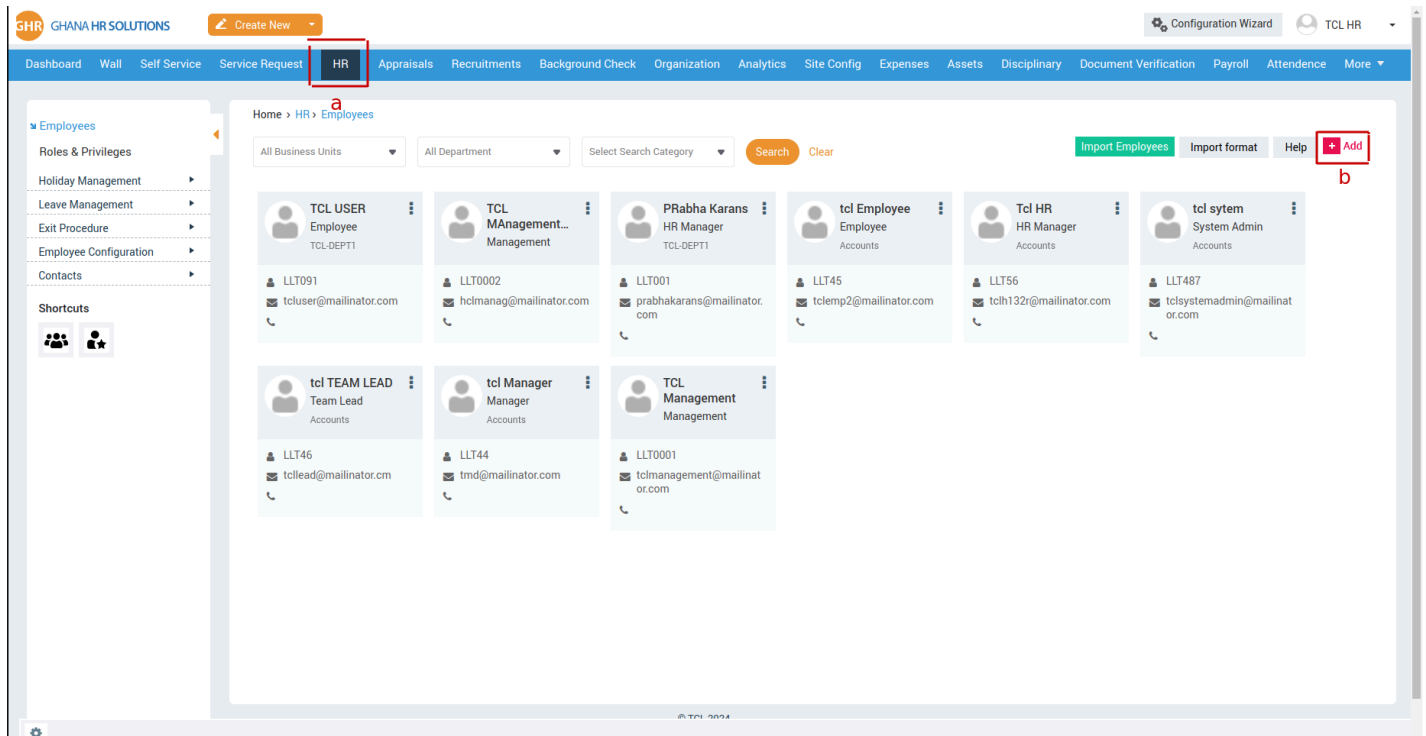 GHR GHANA HR SOLUTIONS Create New Configuration Wizard TCL HR
Dashboard Wall Self Service Service Request HR Appraisals Recruitments Background Check Organization Analytics Site Config Expenses Assets Disciplinary Document Verification Payroll Attendence More
a
Employees
Roles & Privileges
Holiday Management
Leave Management
Exit Procedure
Employee Configuration
Contacts
Shortcuts
Home > HR > Employees
All Business Units All Department Select Search Category Search Clear Import Employees Import format Help + Add
b
TCL USER
Employee
TCL-DEPT1
LLT091
tcluser@mailinator.com
TCL
MAnagement...
Management
LLT0002
hclmanag@mailinator.com
PRabha Karans
HR Manager
TCL-DEPT1
LLT001
prabhakarans@mailinator.
com
tcl Employee
Employee
Accounts
LLT45
tclemp2@mailinator.com
Tcl HR
HR Manager
Accounts
LLT56
tclh132r@mailinator.com
tcl sytem
System Admin
Accounts
LLT487
tclsystemadmin@mailinat
or.com
tcl TEAM LEAD
Team Lead
Accounts
LLT46
tcllead@mailinator.cm
tcl Manager
Manager
Accounts
LLT44
tmd@mailinator.com
TCL
Management
Management
LLT0001
tclmanagement@mailinat
or.com
© TCL 2024